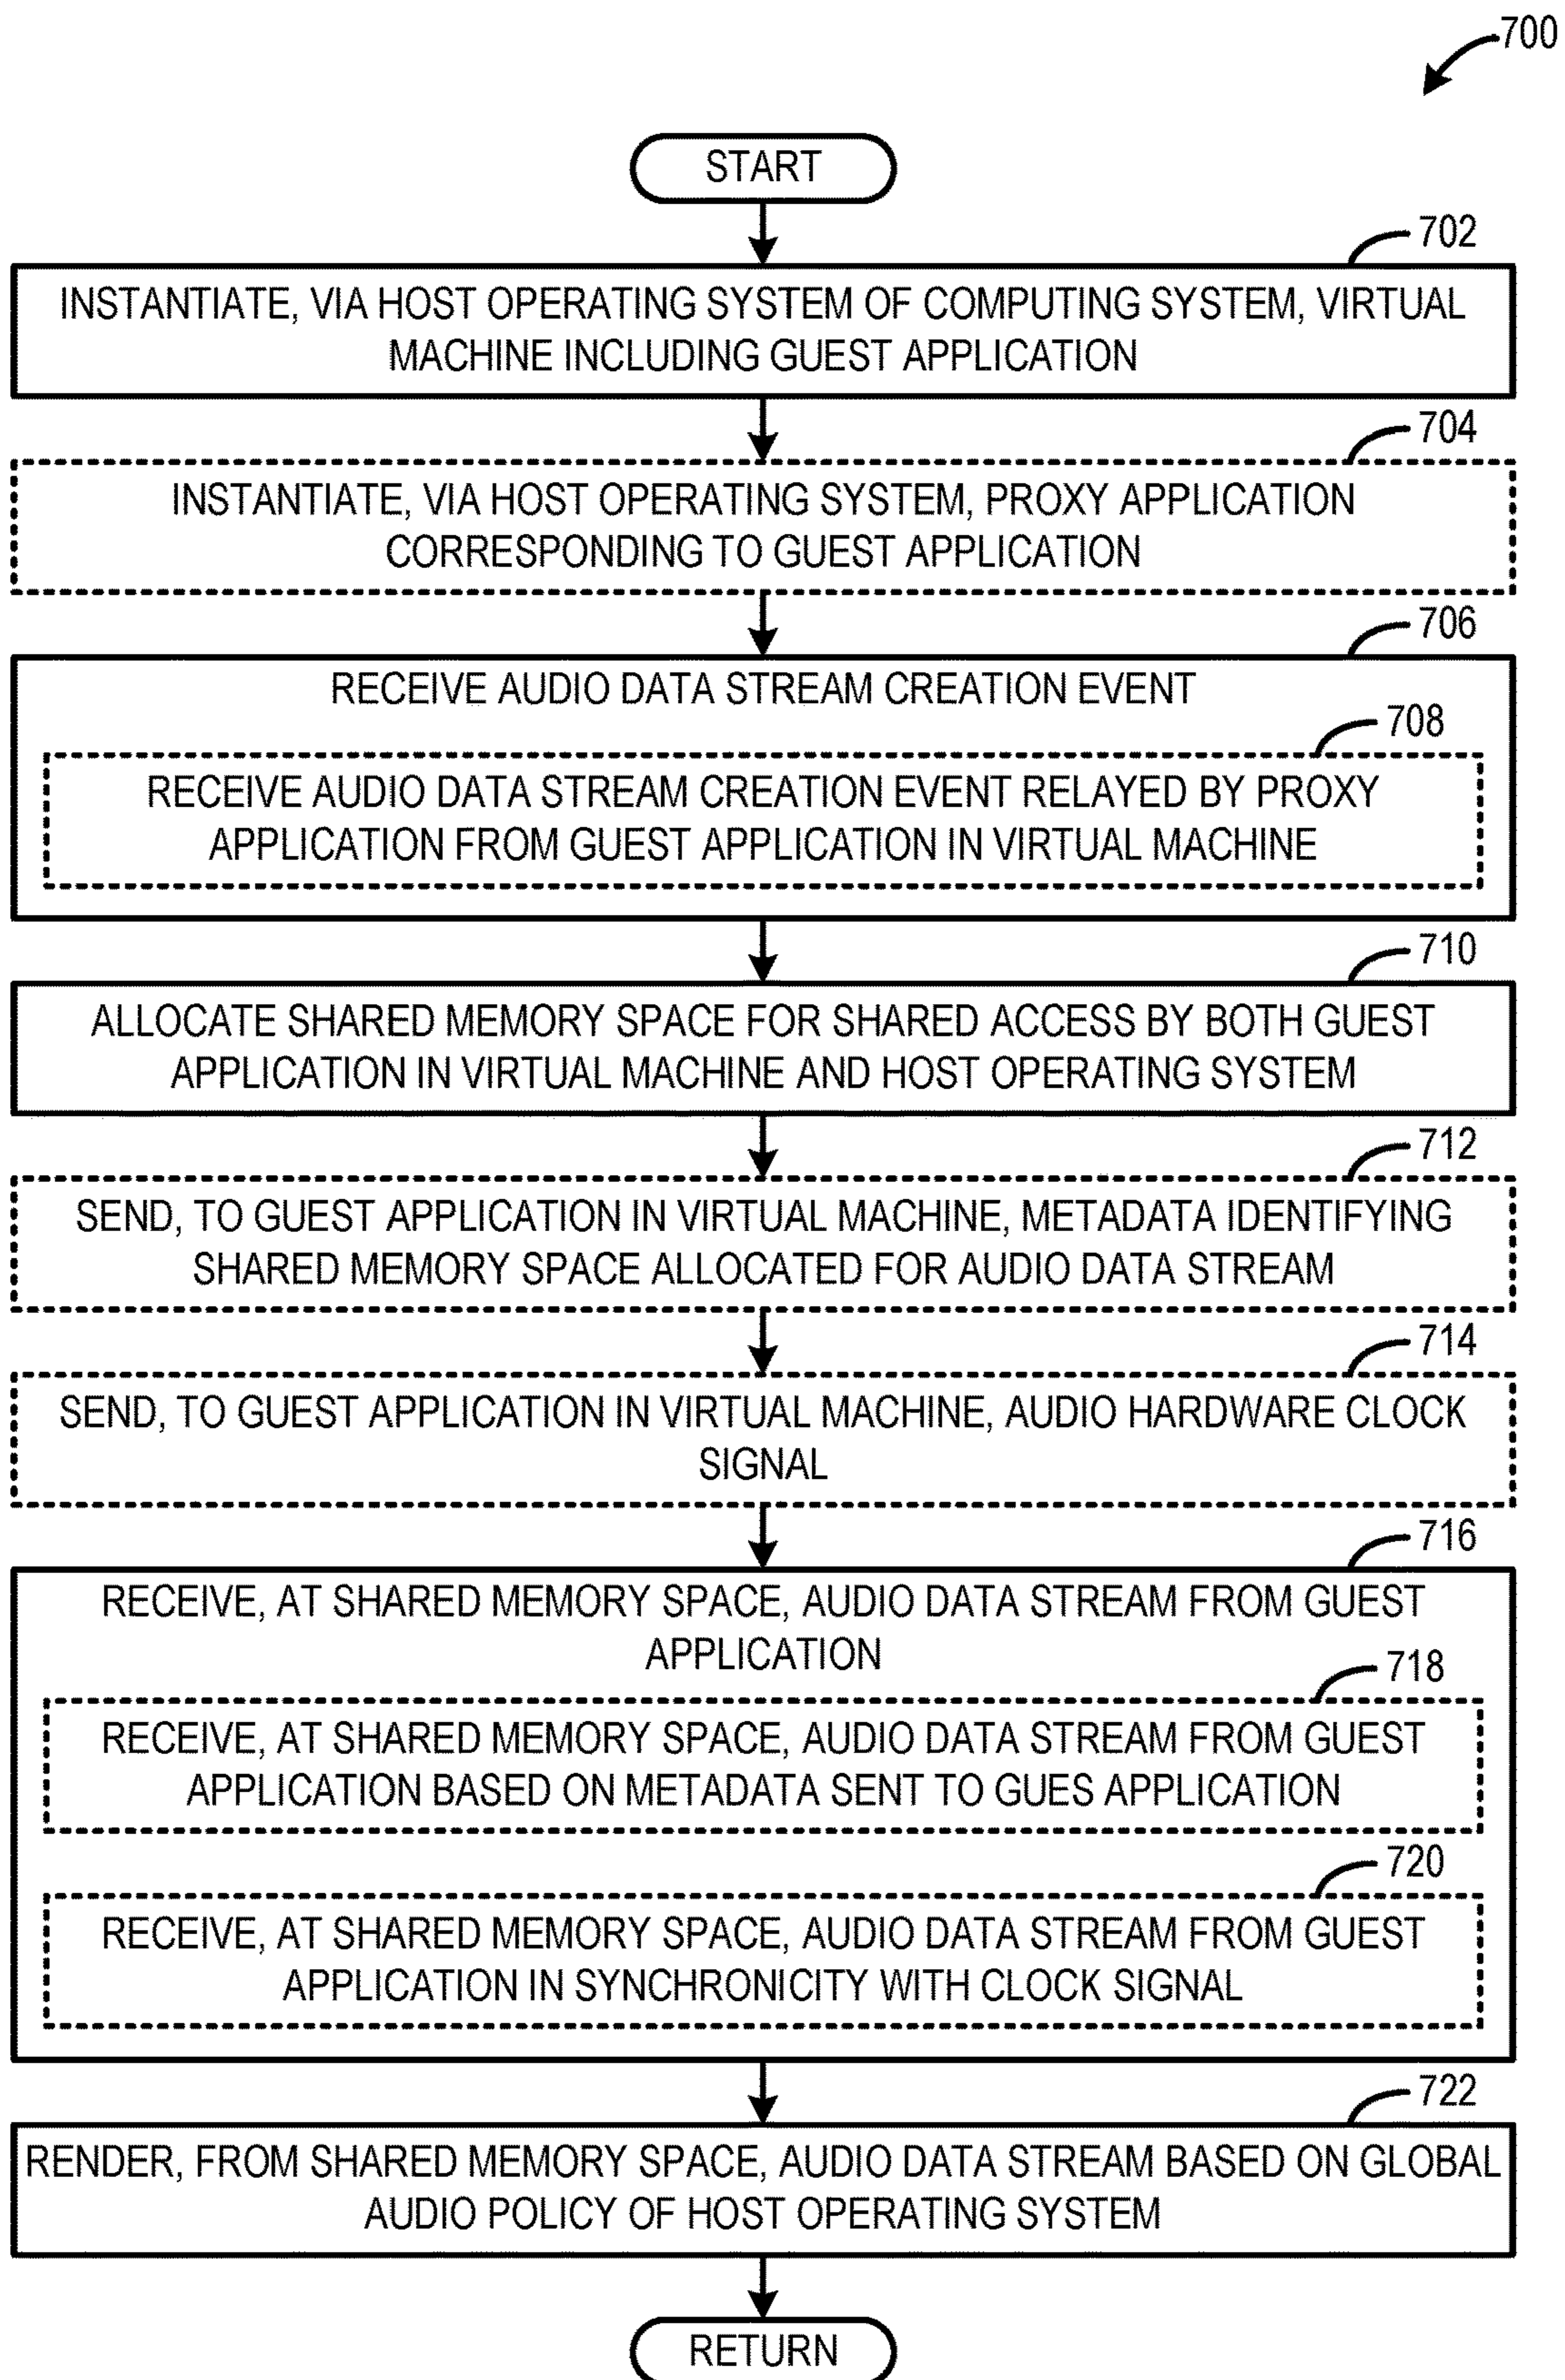 700
START
702
INSTANTIATE, VIA HOST OPERATING SYSTEM OF COMPUTING SYSTEM, VIRTUAL
MACHINE INCLUDING GUEST APPLICATION
704
INSTANTIATE, VIA HOST OPERATING SYSTEM, PROXY APPLICATION
CORRESPONDING TO GUEST APPLICATION
706
RECEIVE AUDIO DATA STREAM CREATION EVENT
708
RECEIVE AUDIO DATA STREAM CREATION EVENT RELAYED BY PROXY
APPLICATION FROM GUEST APPLICATION IN VIRTUAL MACHINE
710
ALLOCATE SHARED MEMORY SPACE FOR SHARED ACCESS BY BOTH GUEST
APPLICATION IN VIRTUAL MACHINE AND HOST OPERATING SYSTEM
712
SEND, TO GUEST APPLICATION IN VIRTUAL MACHINE, METADATA IDENTIFYING
SHARED MEMORY SPACE ALLOCATED FOR AUDIO DATA STREAM
714
SEND, TO GUEST APPLICATION IN VIRTUAL MACHINE, AUDIO HARDWARE CLOCK
SIGNAL
716
RECEIVE, AT SHARED MEMORY SPACE, AUDIO DATA STREAM FROM GUEST
APPLICATION
718
RECEIVE, AT SHARED MEMORY SPACE, AUDIO DATA STREAM FROM GUEST
APPLICATION BASED ON METADATA SENT TO GUES APPLICATION
720
RECEIVE, AT SHARED MEMORY SPACE, AUDIO DATA STREAM FROM GUEST
APPLICATION IN SYNCHRONICITY WITH CLOCK SIGNAL
722
RENDER, FROM SHARED MEMORY SPACE, AUDIO DATA STREAM BASED ON GLOBAL
AUDIO POLICY OF HOST OPERATING SYSTEM
RETURN